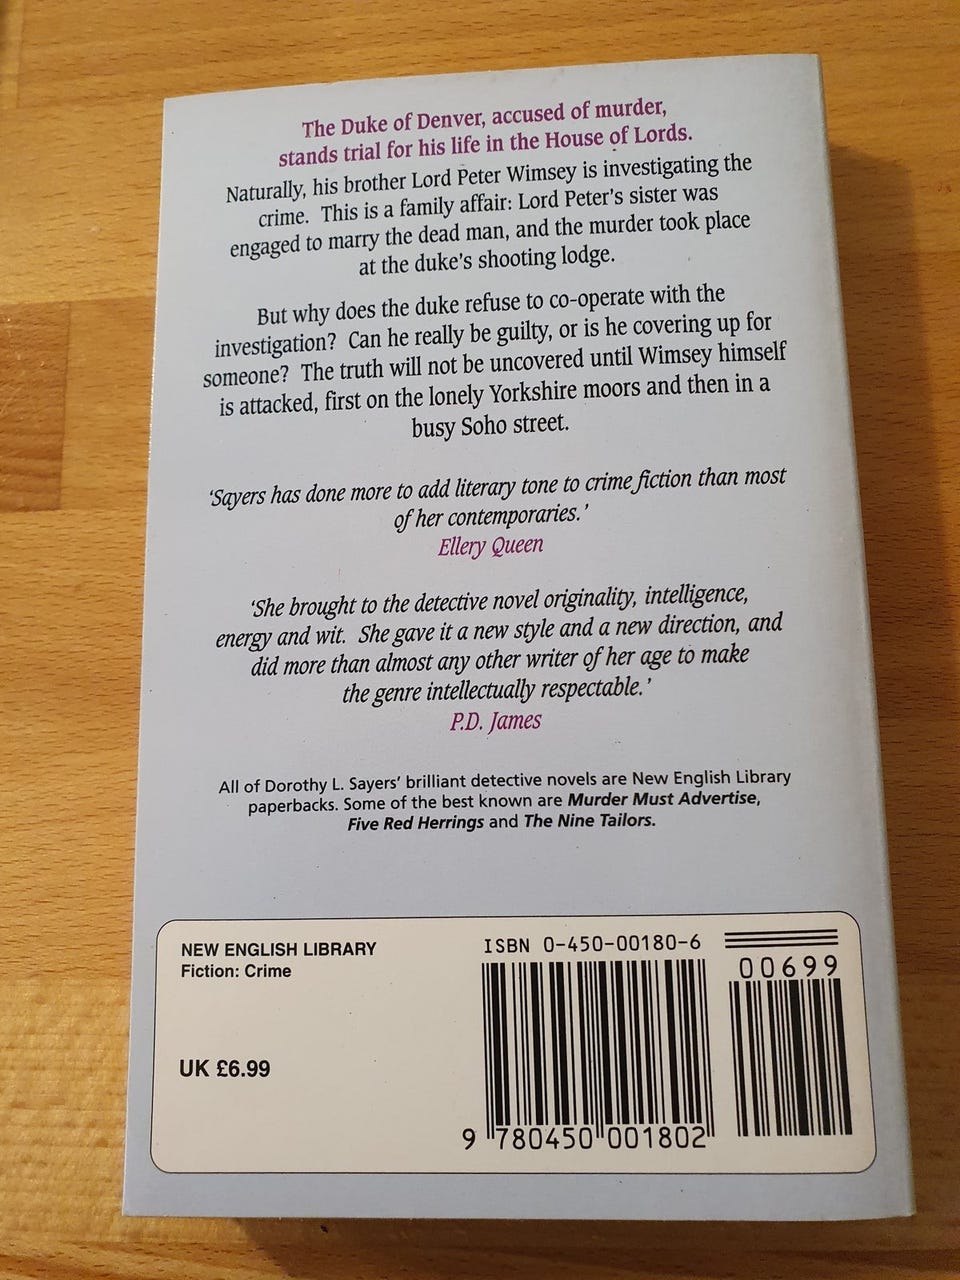 The Duke of Denver, accused of murder,
stands trial for his life in the House of Lords.
Naturally, his brother Lord Peter Wimsey is investigating the
crime. This is a family affair: Lord Peter's sister was
engaged to marry the dead man, and the murder took place
at the duke's shooting lodge.
But why does the duke refuse to co-operate with the
investigation? Can he really be guilty, or is he covering up for
someone? The truth will not be uncovered until Wimsey himself
is attacked, first on the lonely Yorkshire moors and then in a
busy Soho street.
'Sayers has done more to add literary tone to crime fiction than most
of her contemporaries.'
Ellery Queen
'She brought to the detective novel originality, intelligence,
energy and wit. She gave it a new style and a new direction, and
did more than almost any other writer of her age to make
the genre intellectually respectable.'
P.D. James
All of Dorothy L. Sayers' brilliant detective novels are New English Library
paperbacks. Some of the best known are Murder Must Advertise,
Five Red Herrings and The Nine Tailors.
NEW ENGLISH LIBRARY
Fiction: Crime
UK £6.99
ISBN 0-450-00180-6
00699
9 780450 001802